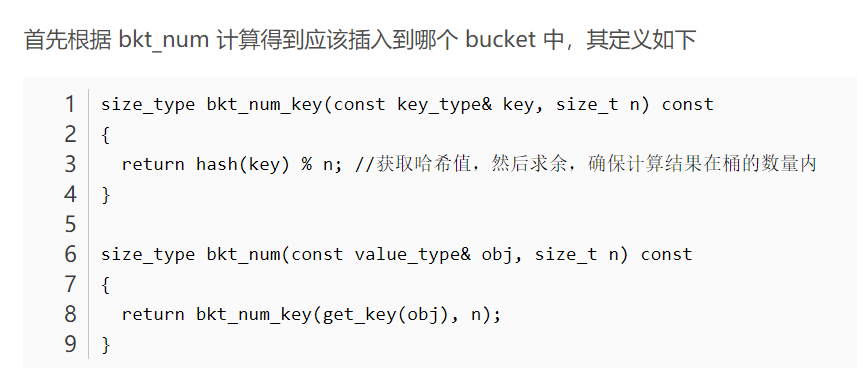 首先根据 bkt_num 计算得到应该插入到哪个 bucket 中，其定义如下
1 size_type bkt_num_key(const key_type& key, size_t n) const
2 {
3   return hash(key) % n; //获取哈希值，然后求余，确保计算结果在桶的数量内
4 }
5
6 size_type bkt_num(const value_type& obj, size_t n) const
7 {
8   return bkt_num_key(get_key(obj), n);
9 }